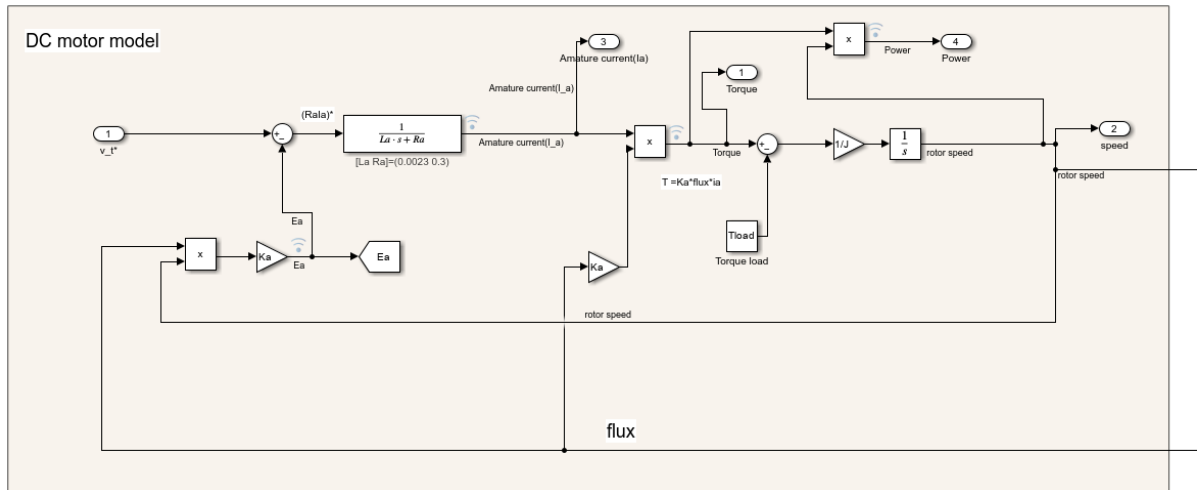 DC motor model
3
Amature current(Ia)
x
Power
4
Power
Amature current(I_a)
1
Torque
(RaIa)*
1
v_t*
+
−
1
La · s + Ra
Amature current(I_a)
[La Ra]=(0.0023 0.3)
x
Torque
+
−
1/J
1
s
rotor speed
2
speed
rotor speed
T =Ka*flux*ia
Ea
Tload
Torque load
x
Ka
Ea
Ea
Ka
rotor speed
flux